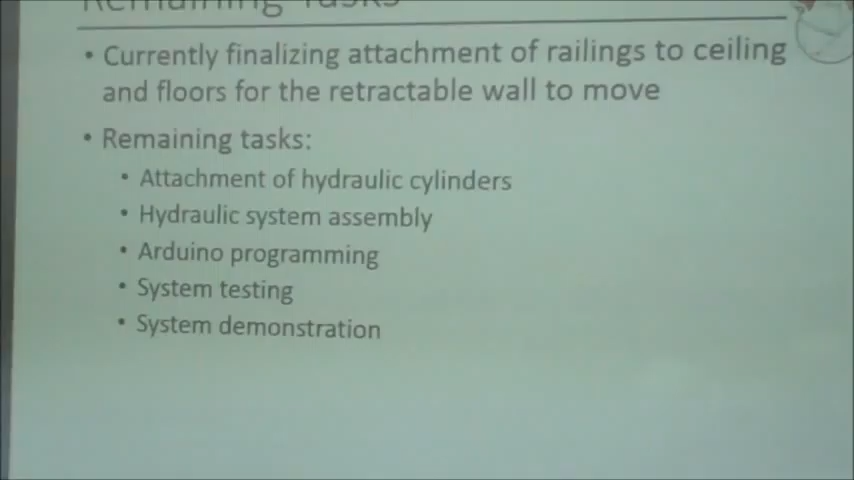 Remaining Tasks
• Currently finalizing attachment of railings to ceiling
and floors for the retractable wall to move
• Remaining tasks:
• Attachment of hydraulic cylinders
• Hydraulic system assembly
• Arduino programming
• System testing
• System demonstration